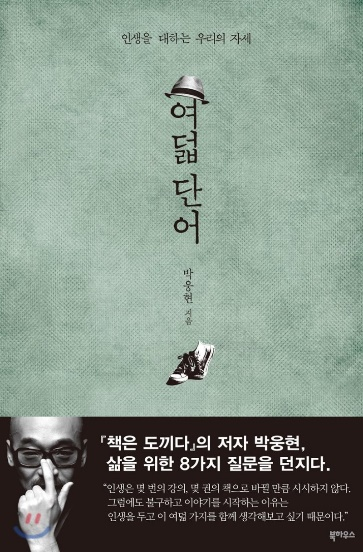 인생을 대하는 우리의 자세
여덟 단어
박웅현 지음
『책은 도끼다』의 저자 박웅현,
삶을 위한 8가지 질문을 던지다.
“인생은 몇 번의 강의, 몇 권의 책으로 바뀔 만큼 시시하지 않다.
그럼에도 불구하고 이야기를 시작하는 이유는
인생을 두고 이 여덟 가지를 함께 생각해보고 싶기 때문이다.”
북하우스